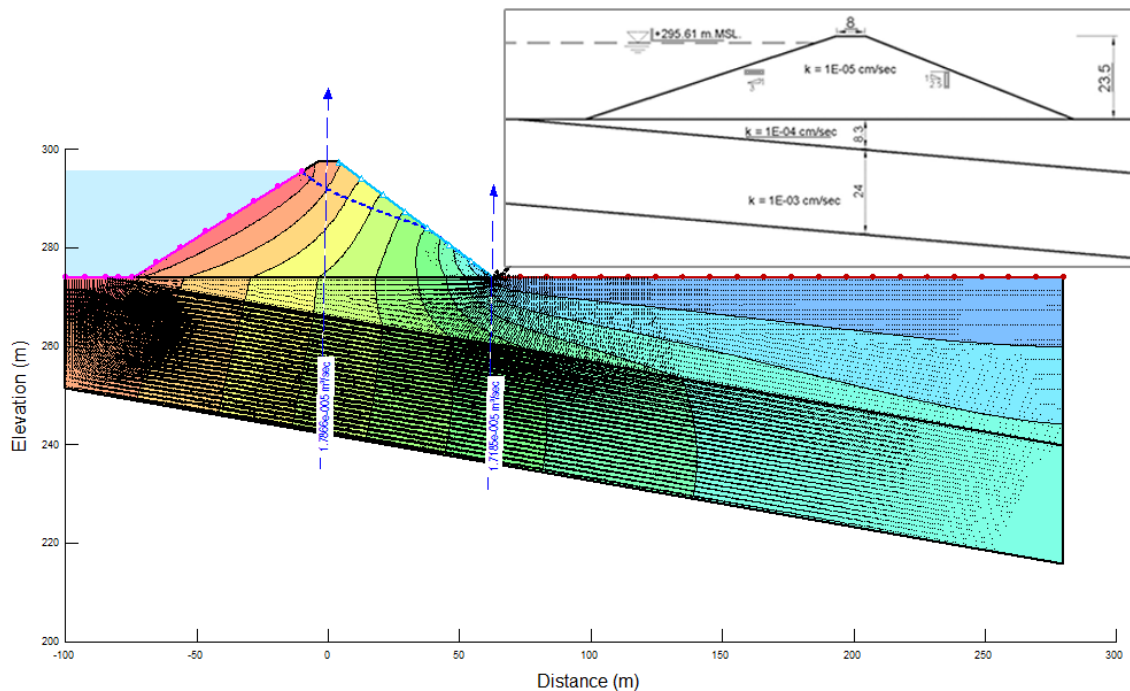 8
+295.61 m.MSL.
k = 1E-05 cm/sec
3
23.5
k = 1E-04 cm/sec
8.3
k = 1E-03 cm/sec
24
300
280
260
240
220
200
Elevation (m)
1.7866e-005 m³/sec
1.7185e-005 m³/sec
-100
-50
0
50
100
150
200
250
300
Distance (m)